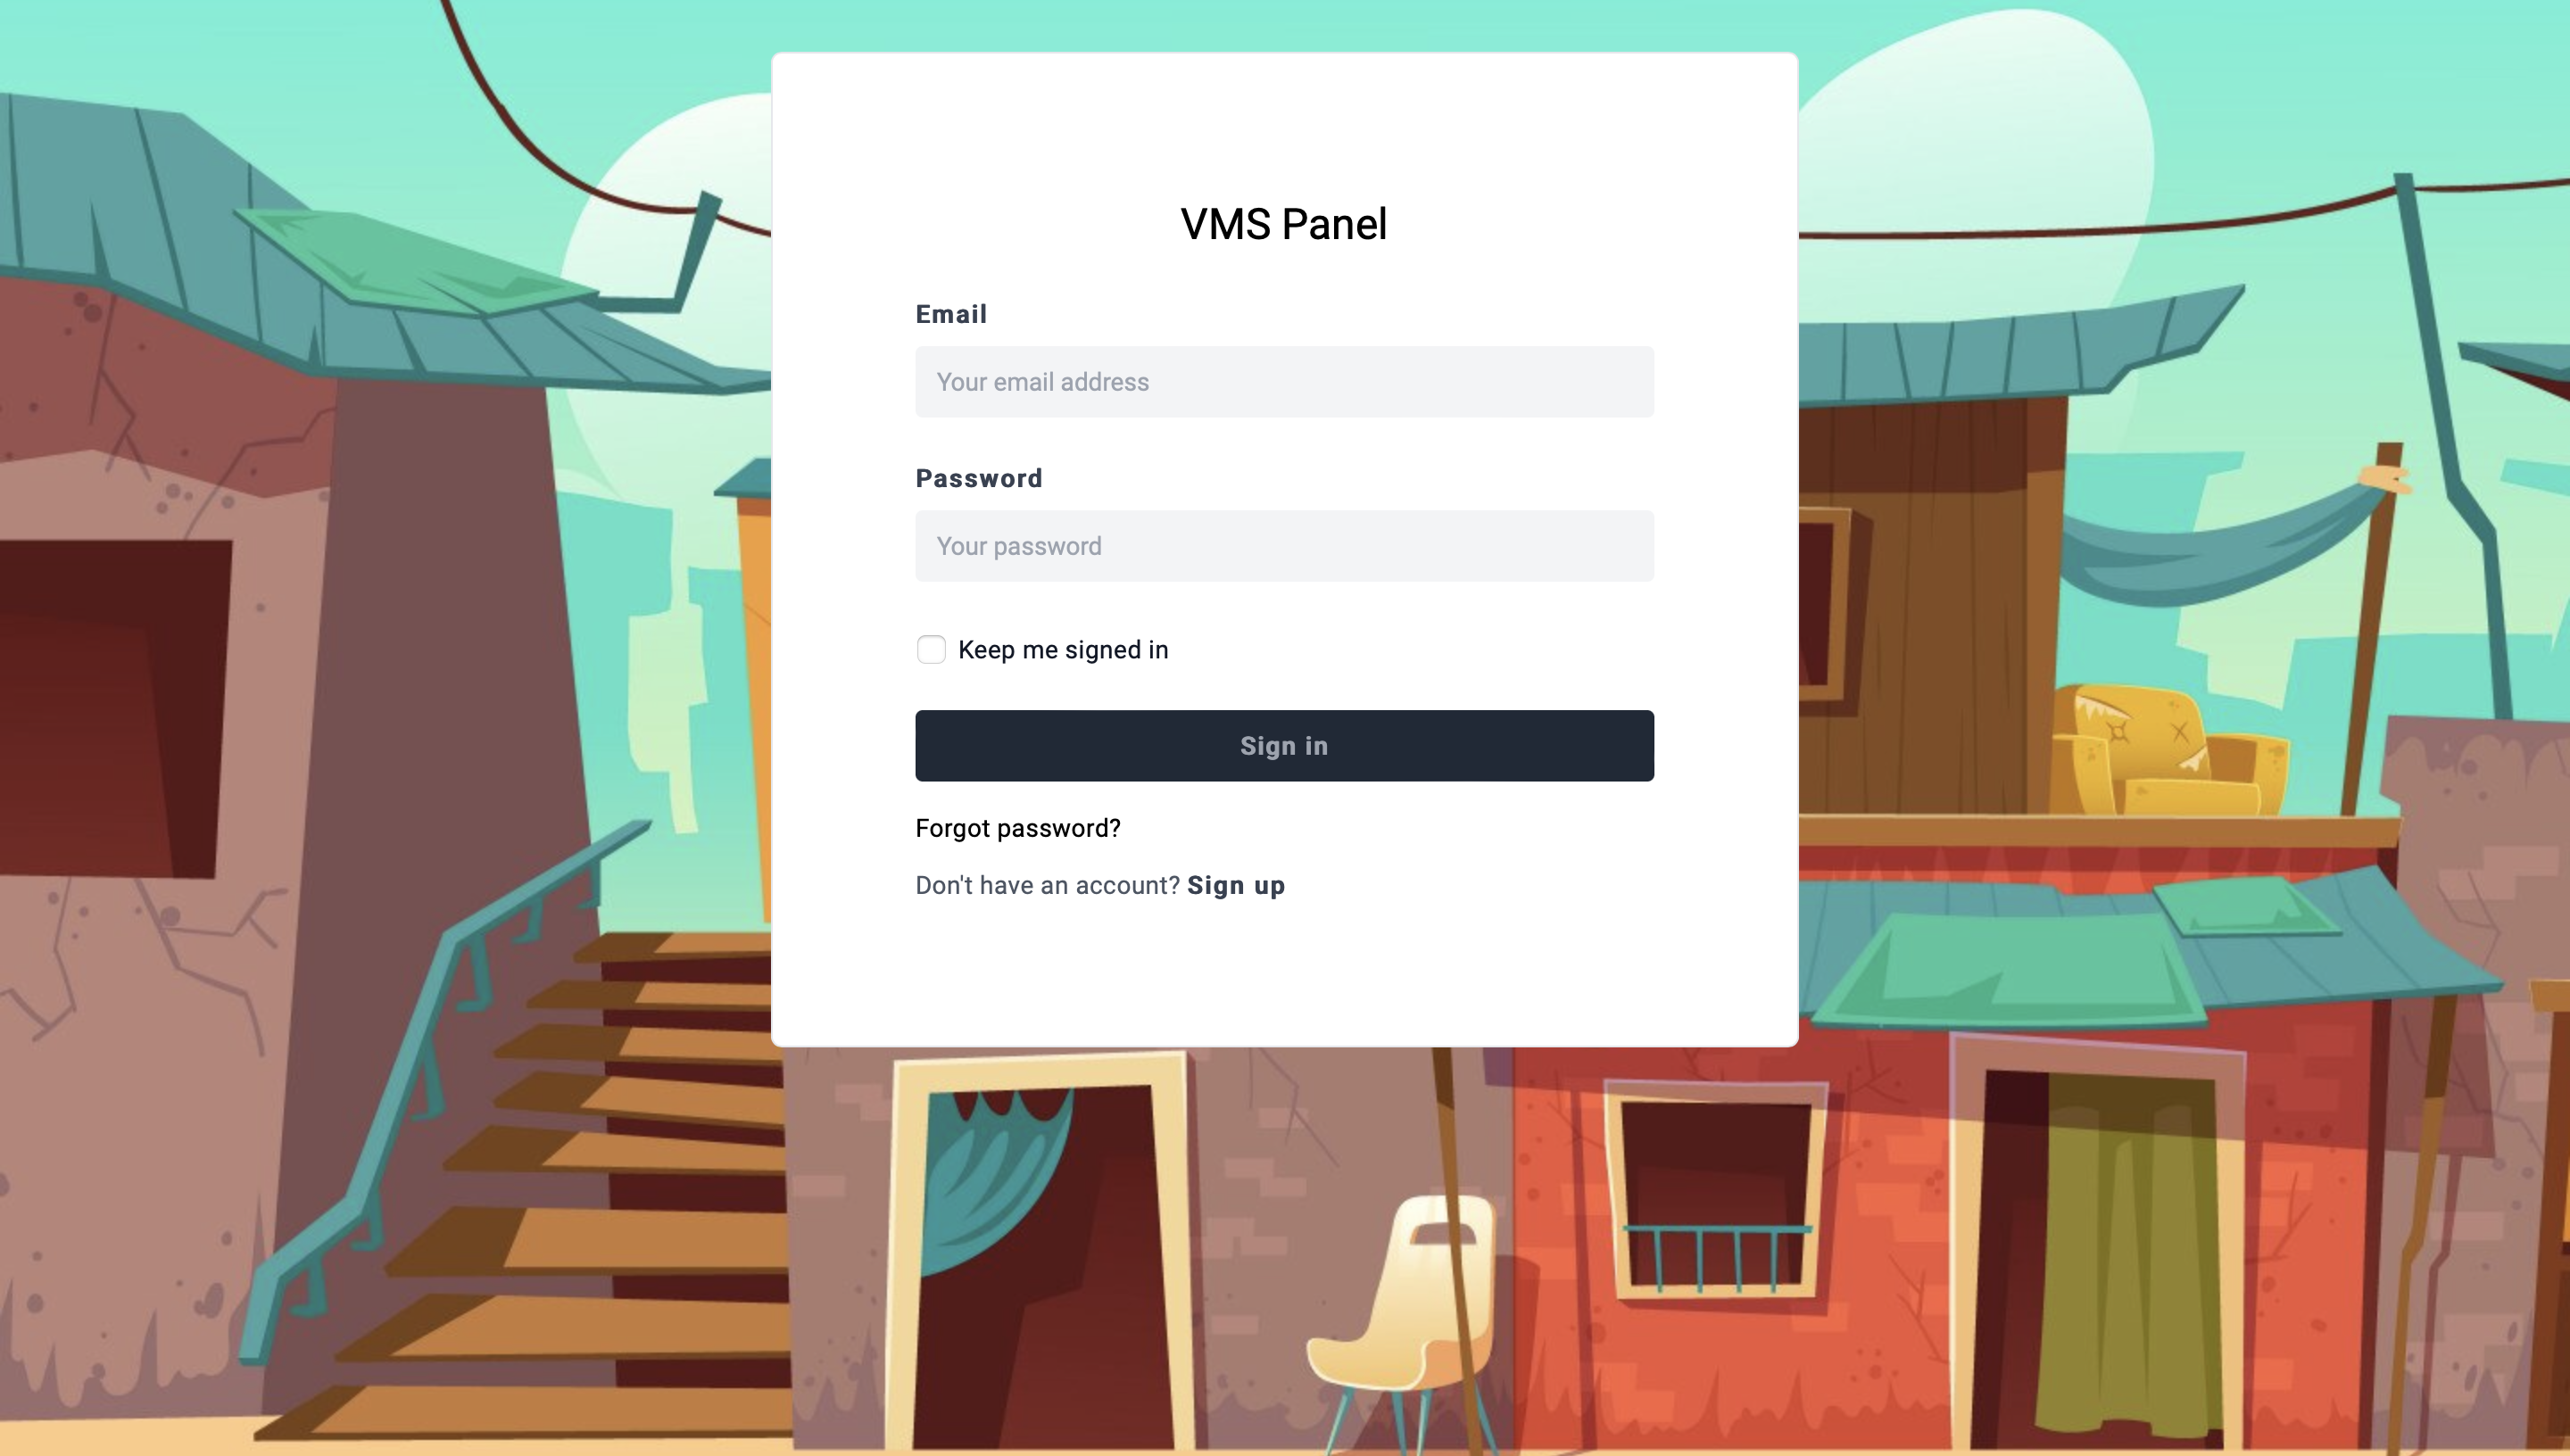 VMS Panel
Email
Your email address
Password
Your password
Keep me signed in
Sign in
Forgot password?
Don't have an account? Sign up